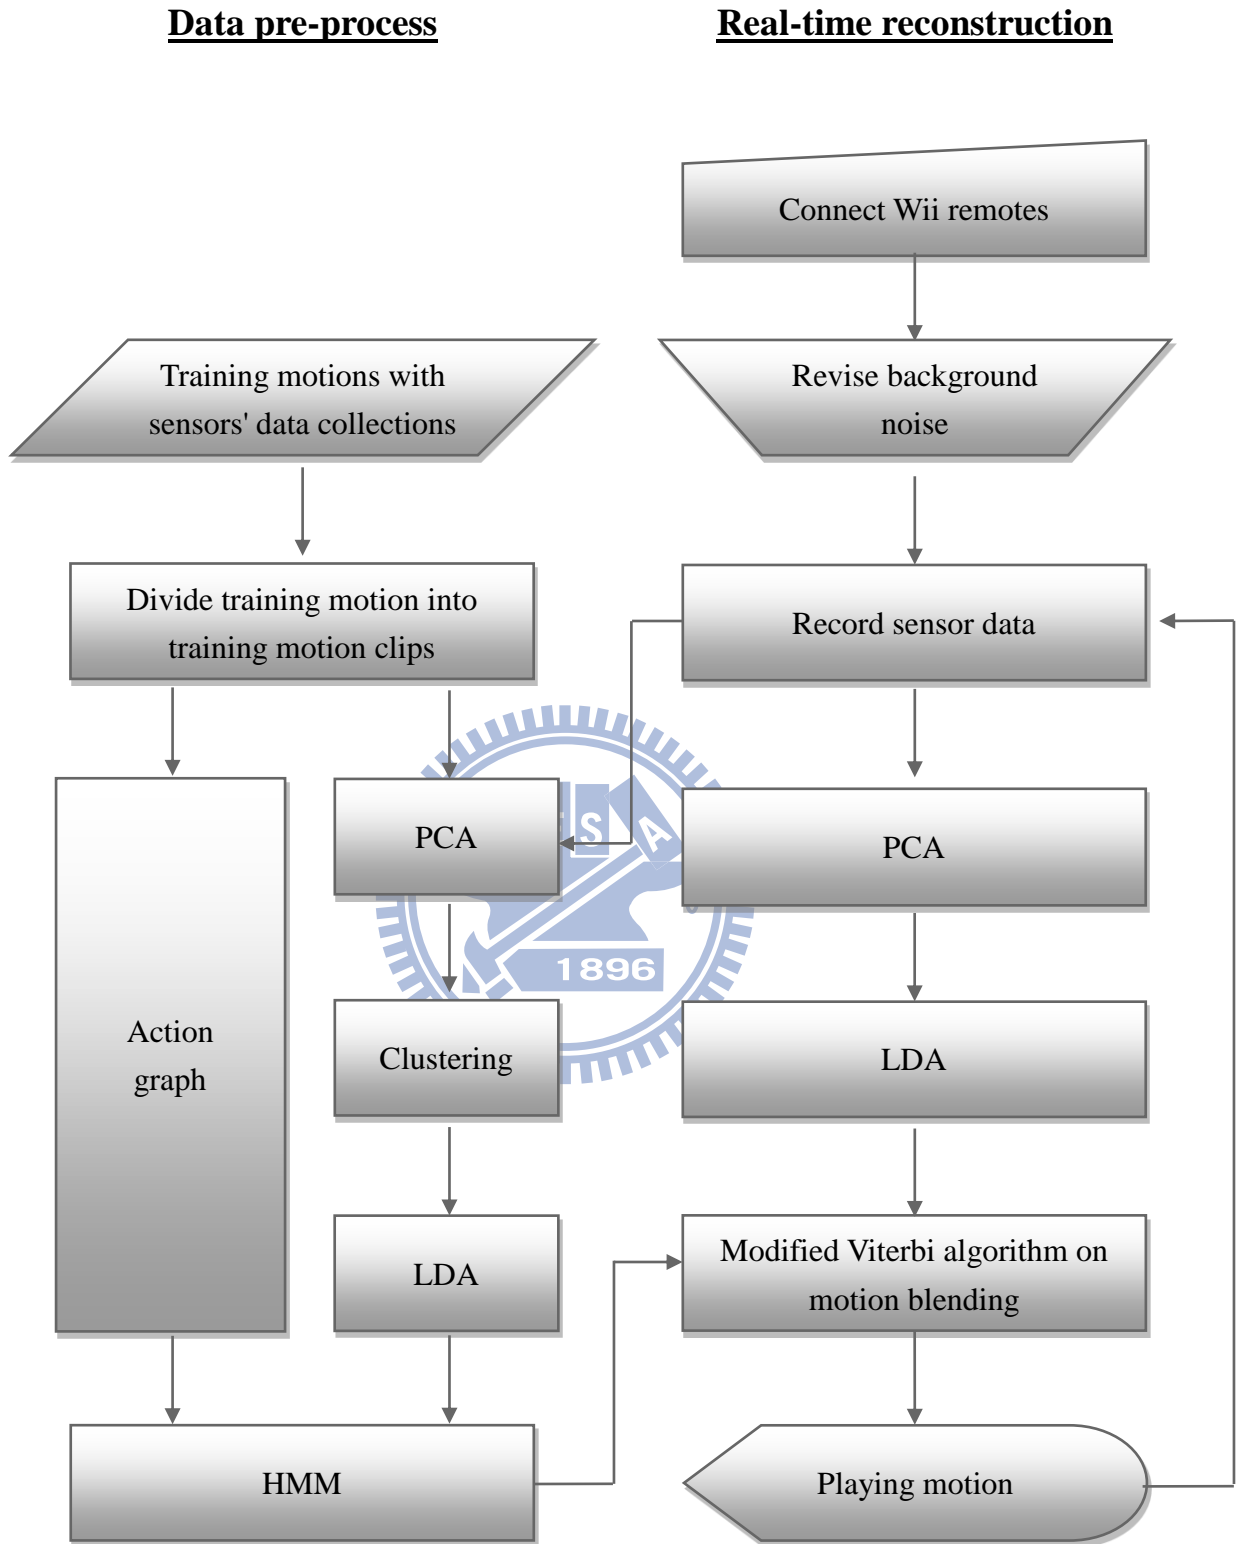 Data pre-process
Real-time reconstruction
Connect Wii remotes
Training motions with
sensors' data collections
Revise background
noise
Divide training motion into
training motion clips
Record sensor data
PCA
S A
PCA
1896
Action
graph
Clustering
LDA
LDA
Modified Viterbi algorithm on
motion blending
HMM
Playing motion